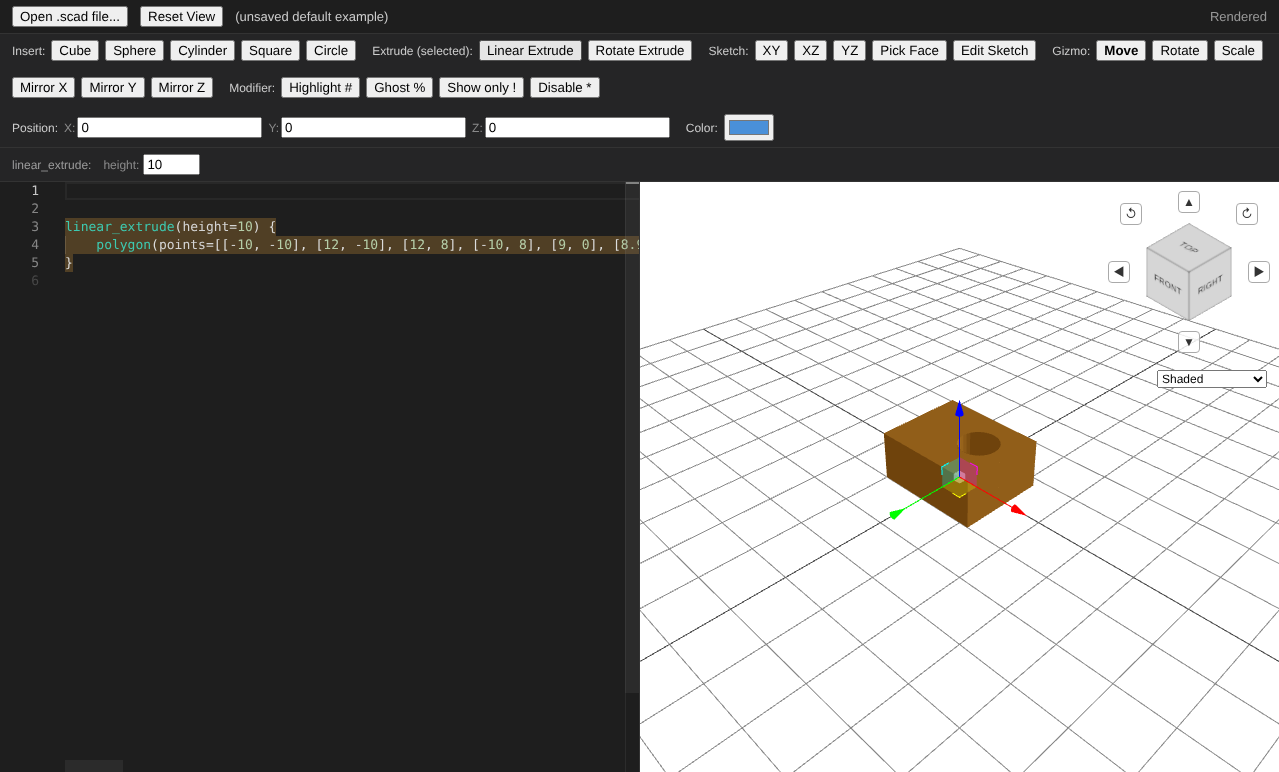 Open .scad file... Reset View (unsaved default example) Rendered
Insert: Cube Sphere Cylinder Square Circle Extrude (selected): Linear Extrude Rotate Extrude Sketch: XY XZ YZ Pick Face Edit Sketch Gizmo: Move Rotate Scale
Mirror X Mirror Y Mirror Z Modifier: Highlight # Ghost % Show only ! Disable *
Position: X: 0 Y: 0 Z: 0 Color:
linear_extrude: height: 10
1
2
3 linear_extrude(height=10) {
4 polygon(points=[[-10, -10], [12, -10], [12, 8], [-10, 8], [9, 0], [8.9
5 }
6
TOP
FRONT RIGHT
Shaded